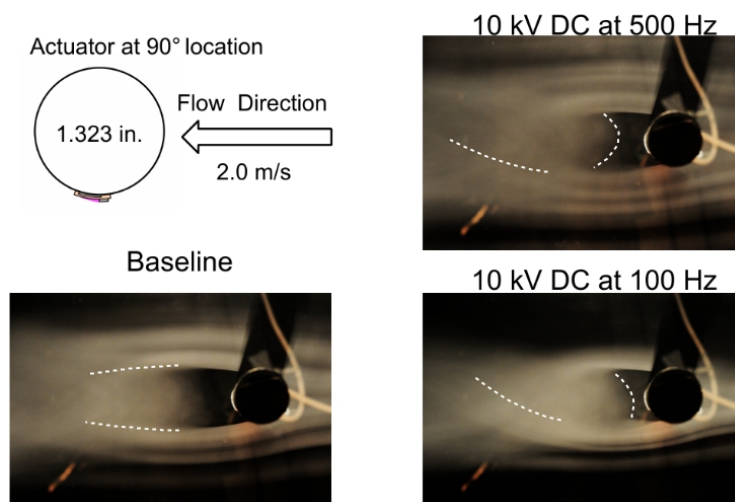 Actuator at 90° location
1.323 in.
Flow Direction
2.0 m/s
10 kV DC at 500 Hz
Baseline
10 kV DC at 100 Hz